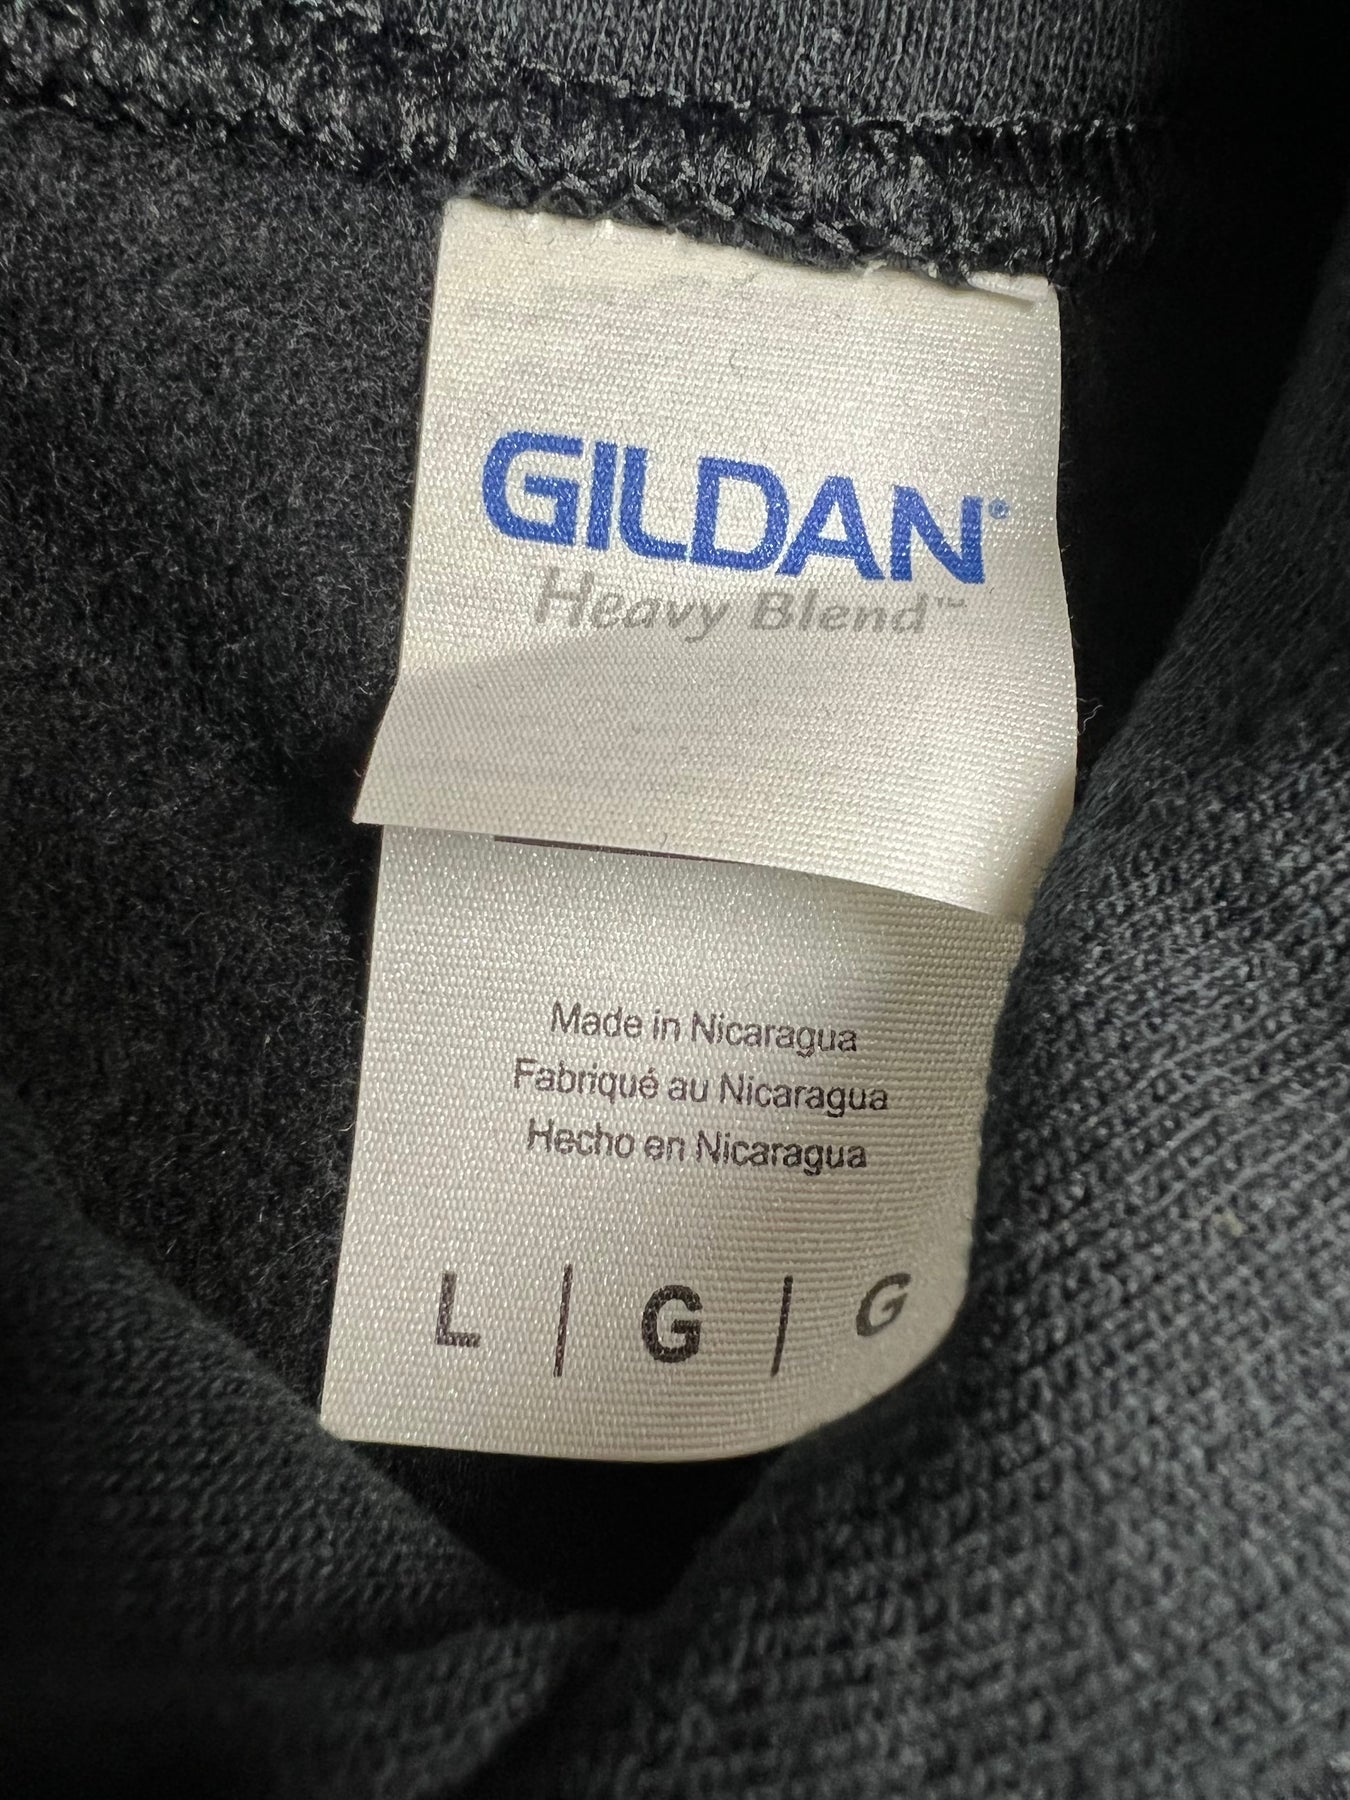 GILDAN®
Heavy Blend™
Made in Nicaragua
Fabriqué au Nicaragua
Hecho en Nicaragua
L | G | G